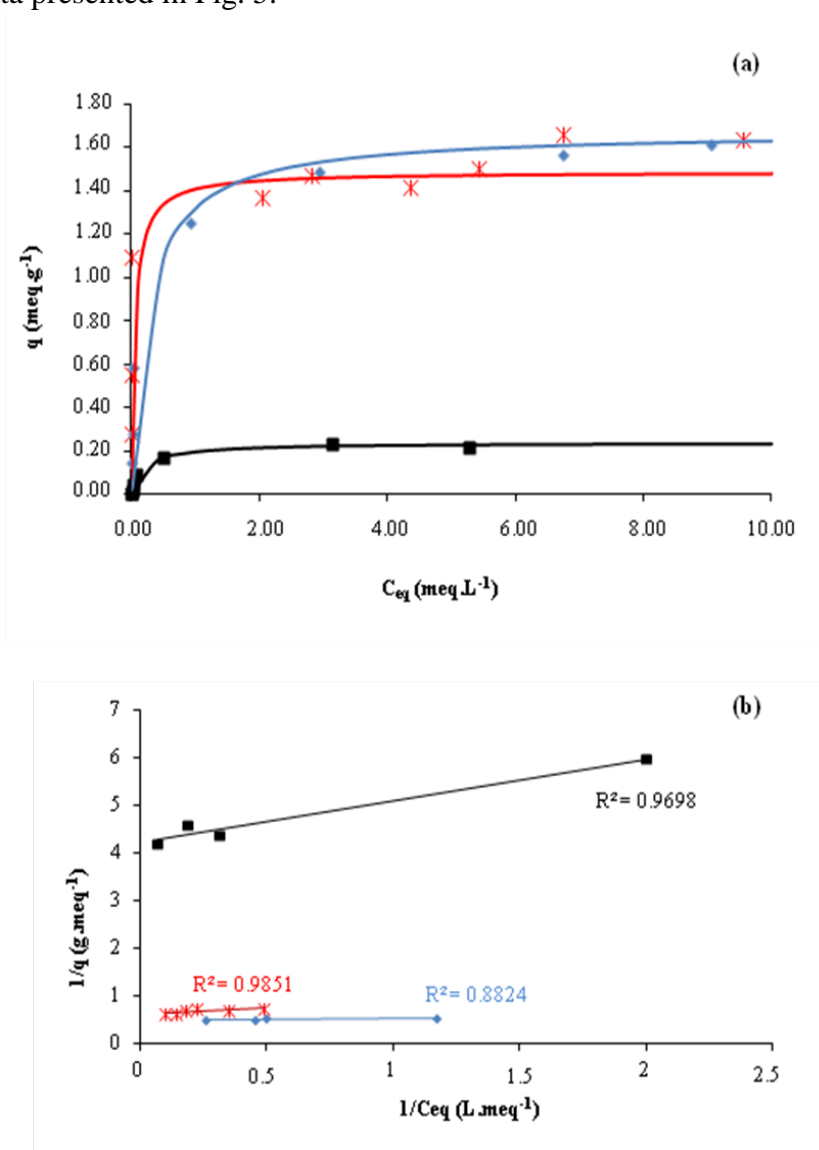 ta presented in Fig. 3.
(a)
1.80
1.60
1.40
1.20
1.00
0.80
0.60
0.40
0.20
0.00
q (meq.g⁻¹)
0.00 2.00 4.00 6.00 8.00 10.00
Ceq (meq.L⁻¹)
(b)
7
6
5
4
3
2
1
0
1/q (g.meq⁻¹)
R²= 0.9698
R²= 0.9851
R²= 0.8824
0 0.5 1 1.5 2 2.5
1/Ceq (L.meq⁻¹)